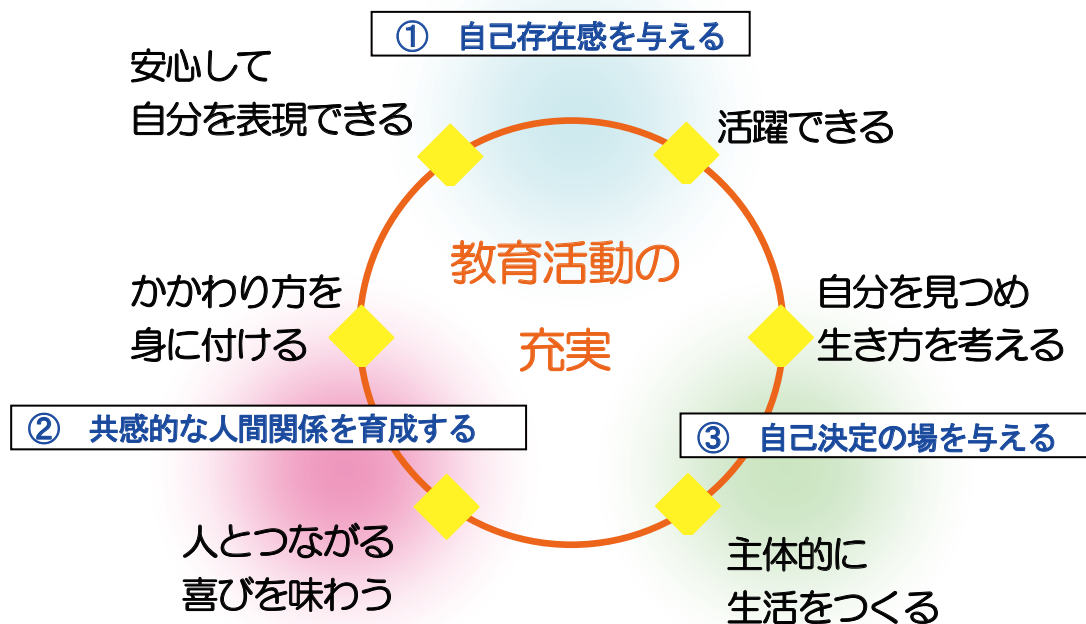 ① 自己存在感を与える
安心して
自分を表現できる
活躍できる
教育活動の
充実
かかわり方を
身に付ける
自分を見つめ
生き方を考える
② 共感的な人間関係を育成する
③ 自己決定の場を与える
人とつながる
喜びを味わう
主体的に
生活をつくる